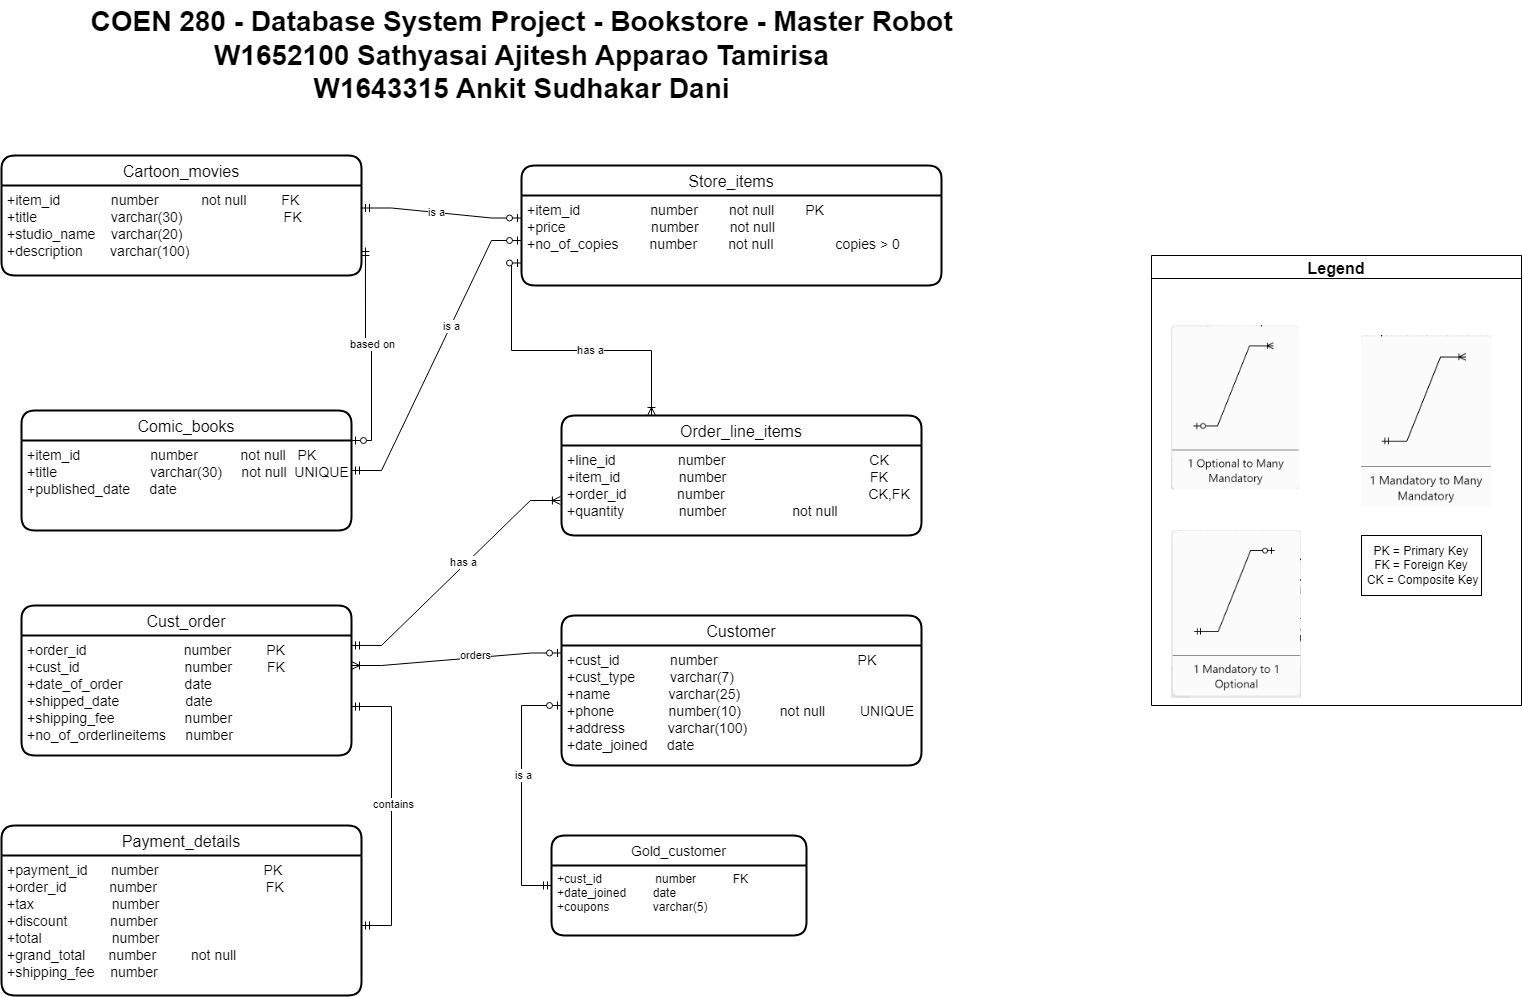 COEN 280 - Database System Project - Bookstore - Master Robot
W1652100 Sathyasai Ajitesh Apparao Tamirisa
W1643315 Ankit Sudhakar Dani
Cartoon_movies
+item_id number not null FK
+title varchar(30) FK
+studio_name varchar(20)
+description varchar(100)
is a
Store_items
+item_id number not null PK
+price number not null
+no_of_copies number not null copies > 0
is a
based on
has a
Comic_books
+item_id number not null PK
+title varchar(30) not null UNIQUE
+published_date date
Order_line_items
+line_id number CK
+item_id number FK
+order_id number CK,FK
+quantity number not null
has a
Cust_order
+order_id number PK
+cust_id number FK
+date_of_order date
+shipped_date date
+shipping_fee number
+no_of_orderlineitems number
orders
Customer
+cust_id number PK
+cust_type varchar(7)
+name varchar(25)
+phone number(10) not null UNIQUE
+address varchar(100)
+date_joined date
is a
contains
Payment_details
+payment_id number PK
+order_id number FK
+tax number
+discount number
+total number
+grand_total number not null
+shipping_fee number
Gold_customer
+cust_id number FK
+date_joined date
+coupons varchar(5)
Legend
1 Optional to Many
Mandatory
1 Mandatory to Many
Mandatory
1 Mandatory to 1
Optional
PK = Primary Key
FK = Foreign Key
CK = Composite Key